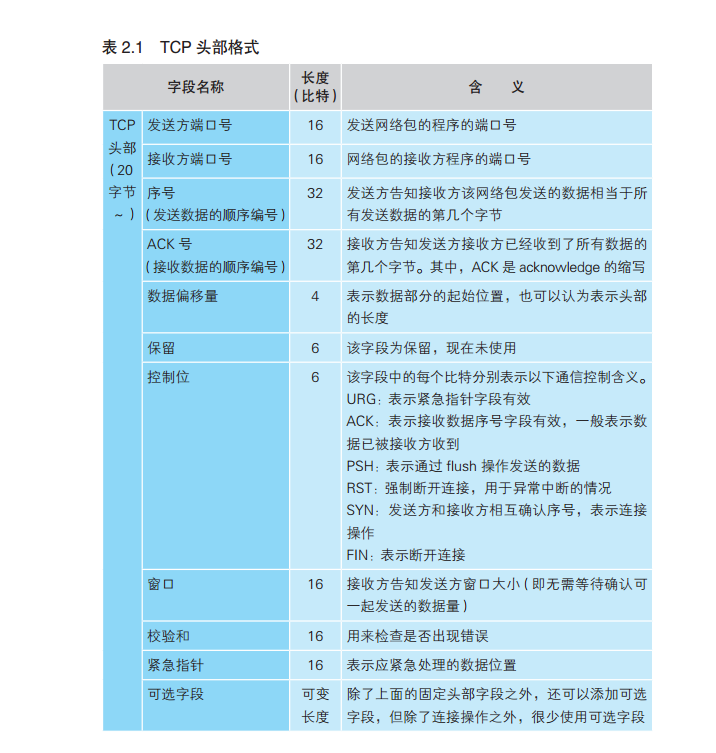 表 2.1 TCP 头部格式
字段名称
长度
(比特)
含 义
TCP
头部
(20
字节
~ )
发送方端口号
16
发送网络包的程序的端口号
接收方端口号
16
网络包的接收方程序的端口号
序号
(发送数据的顺序编号)
32
发送方告知接收方该网络包发送的数据相当于所
有发送数据的第几个字节
ACK 号
(接收数据的顺序编号)
32
接收方告知发送方接收方已经收到了所有数据的
第几个字节。其中，ACK 是 acknowledge 的缩写
数据偏移量
4
表示数据部分的起始位置，也可以认为表示头部
的长度
保留
6
该字段为保留，现在未使用
控制位
6
该字段中的每个比特分别表示以下通信控制含义。
URG：表示紧急指针字段有效
ACK：表示接收数据序号字段有效，一般表示数
据已被接收方收到
PSH：表示通过 flush 操作发送的数据
RST：强制断开连接，用于异常中断的情况
SYN：发送方和接收方相互确认序号，表示连接
操作
FIN：表示断开连接
窗口
16
接收方告知发送方窗口大小(即无需等待确认可
一起发送的数据量)
校验和
16
用来检查是否出现错误
紧急指针
16
表示应紧急处理的数据位置
可选字段
可变
长度
除了上面的固定头部字段之外，还可以添加可选
字段，但除了连接操作之外，很少使用可选字段